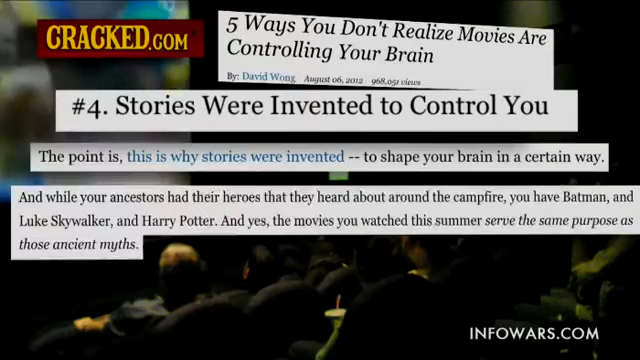 CRACKED.COM
5 Ways You Don't Realize Movies Are
Controlling Your Brain
By: David Wong August 06, 2012 968,051 views
#4. Stories Were Invented to Control You
The point is, this is why stories were invented -- to shape your brain in a certain way.
And while your ancestors had their heroes that they heard about around the campfire, you have Batman, and
Luke Skywalker, and Harry Potter. And yes, the movies you watched this summer serve the same purpose as
those ancient myths.
INFOWARS.COM